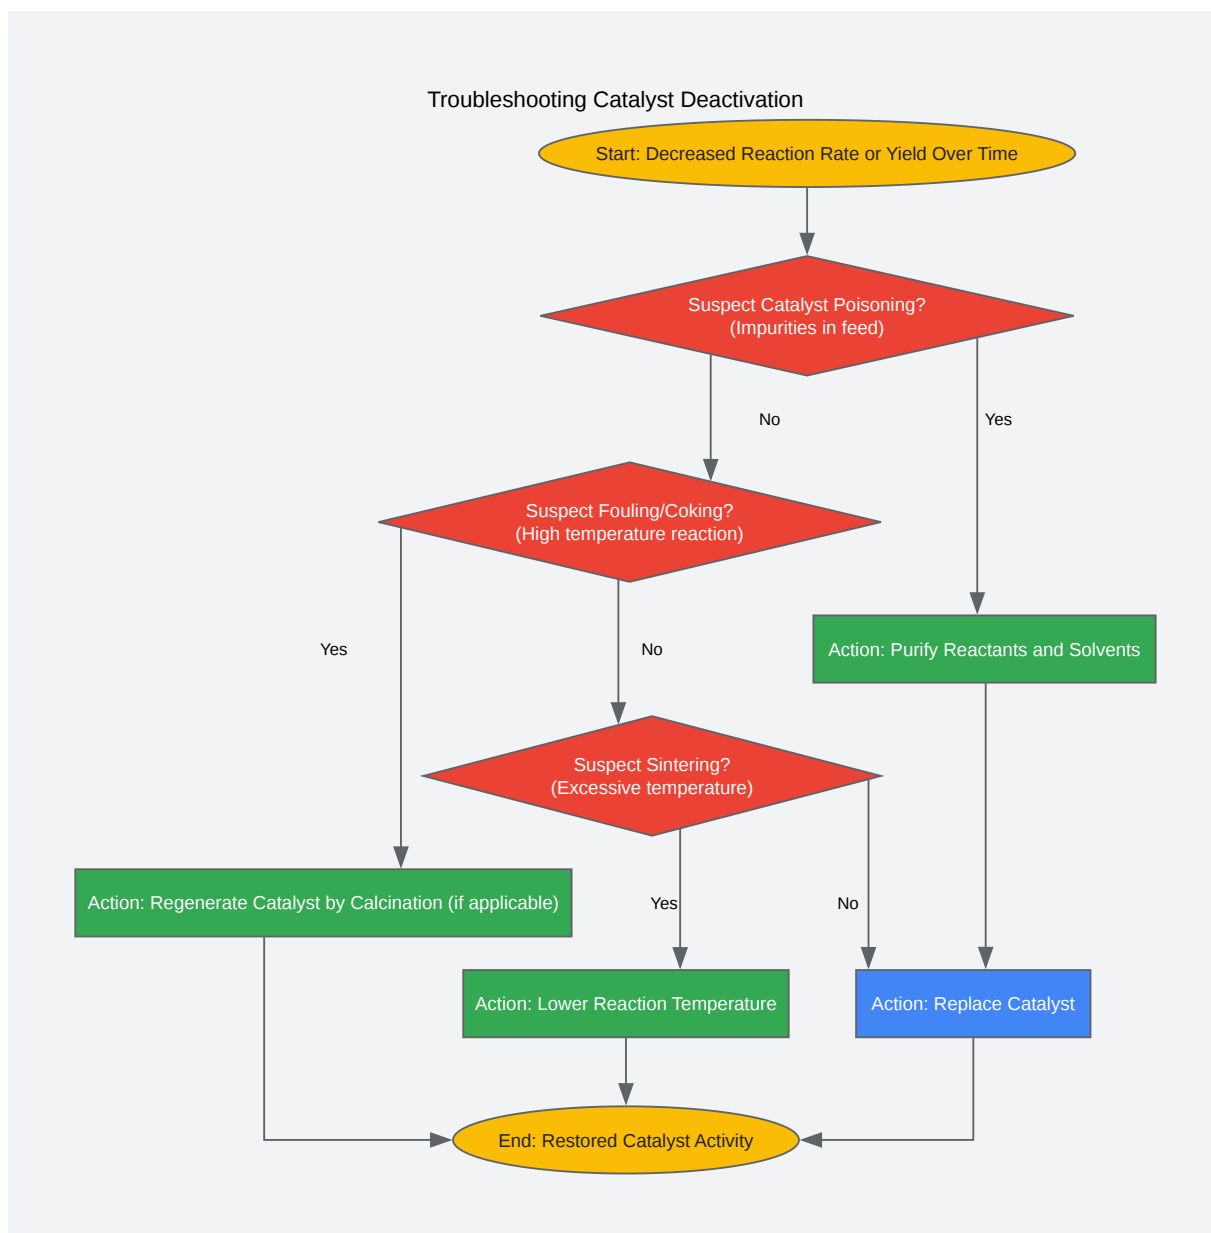 Troubleshooting Catalyst Deactivation
Start: Decreased Reaction Rate or Yield Over Time
Suspect Catalyst Poisoning?
(Impurities in feed)
No
Yes
Suspect Fouling/Coking?
(High temperature reaction)
Yes
No
Action: Purify Reactants and Solvents
Suspect Sintering?
(Excessive temperature)
Action: Regenerate Catalyst by Calcination (if applicable)
Yes
No
Action: Lower Reaction Temperature
Action: Replace Catalyst
End: Restored Catalyst Activity